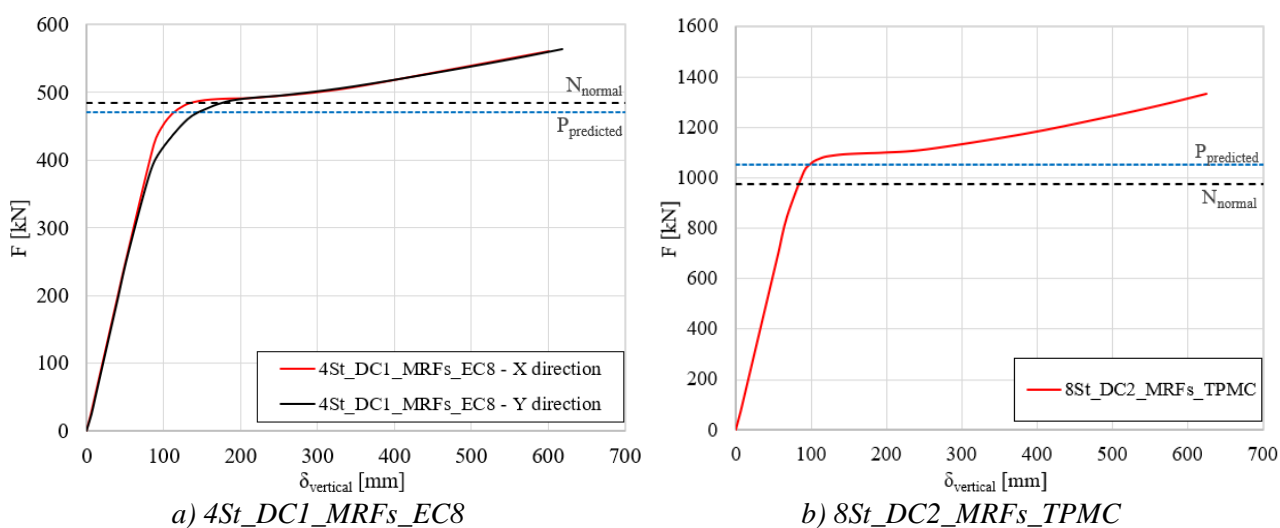 600
500
400
300
200
100
0
F [kN]
N_normal
P_predicted
4St_DC1_MRFs_EC8 - X direction
4St_DC1_MRFs_EC8 - Y direction
0 100 200 300 400 500 600 700
δ_vertical [mm]
a) 4St_DC1_MRFs_EC8
1600
1400
1200
1000
800
600
400
200
0
F [kN]
P_predicted
N_normal
8St_DC2_MRFs_TPMC
0 100 200 300 400 500 600 700
δ_vertical [mm]
b) 8St_DC2_MRFs_TPMC